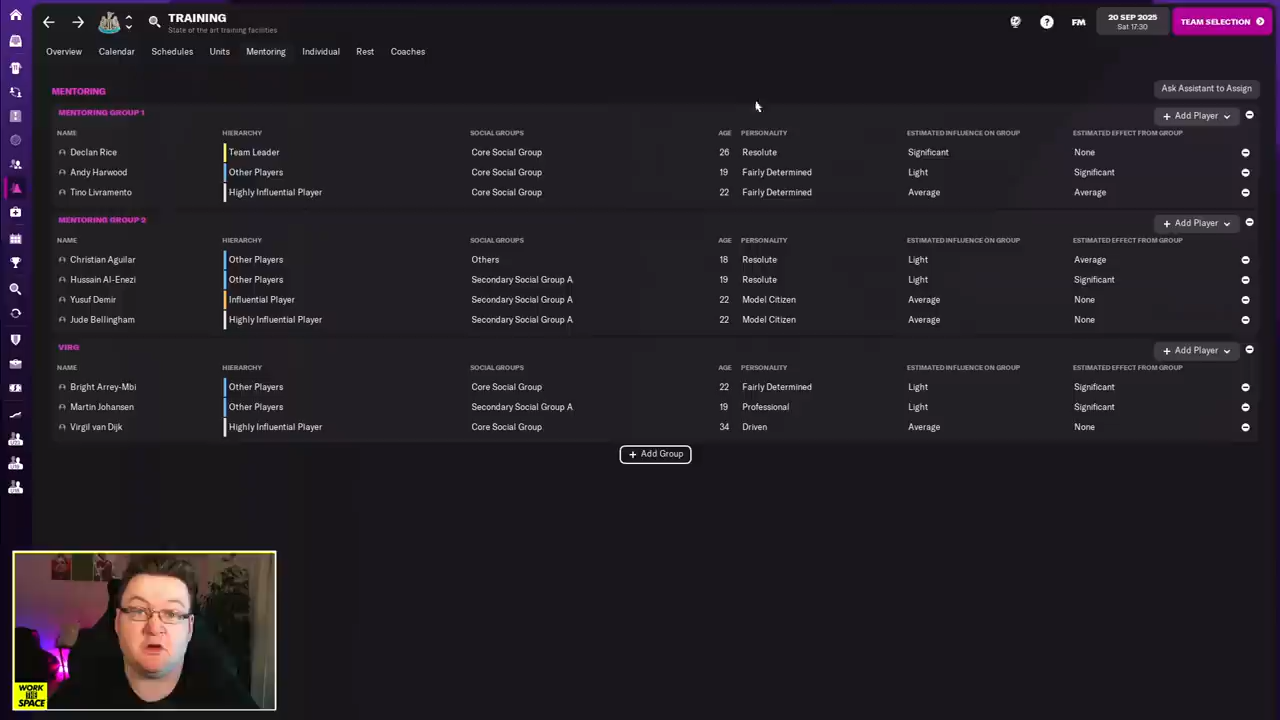 TRAINING
State of the art training facilities
FM
20 SEP 2025
Sat 17:30
TEAM SELECTION
Overview Calendar Schedules Units Mentoring Individual Rest Coaches
MENTORING
Ask Assistant to Assign
MENTORING GROUP 1
+ Add Player
NAME HIERARCHY SOCIAL GROUPS AGE PERSONALITY ESTIMATED INFLUENCE ON GROUP ESTIMATED EFFECT FROM GROUP
Declan Rice Team Leader Core Social Group 26 Resolute Significant None
Andy Harwood Other Players Core Social Group 19 Fairly Determined Light Significant
Tino Livramento Highly Influential Player Core Social Group 22 Fairly Determined Average Average
MENTORING GROUP 2
+ Add Player
NAME HIERARCHY SOCIAL GROUPS AGE PERSONALITY ESTIMATED INFLUENCE ON GROUP ESTIMATED EFFECT FROM GROUP
Christian Aguilar Other Players Others 18 Resolute Light Average
Hussain Al-Enezi Other Players Secondary Social Group A 19 Resolute Light Significant
Yusuf Demir Influential Player Secondary Social Group A 22 Model Citizen Average None
Jude Bellingham Highly Influential Player Secondary Social Group A 22 Model Citizen Average None
VIRG
+ Add Player
NAME HIERARCHY SOCIAL GROUPS AGE PERSONALITY ESTIMATED INFLUENCE ON GROUP ESTIMATED EFFECT FROM GROUP
Bright Arrey-Mbi Other Players Core Social Group 22 Fairly Determined Light Significant
Martin Johansen Other Players Secondary Social Group A 19 Professional Light Significant
Virgil van Dijk Highly Influential Player Core Social Group 34 Driven Average None
+ Add Group
WORK
THE
SPACE